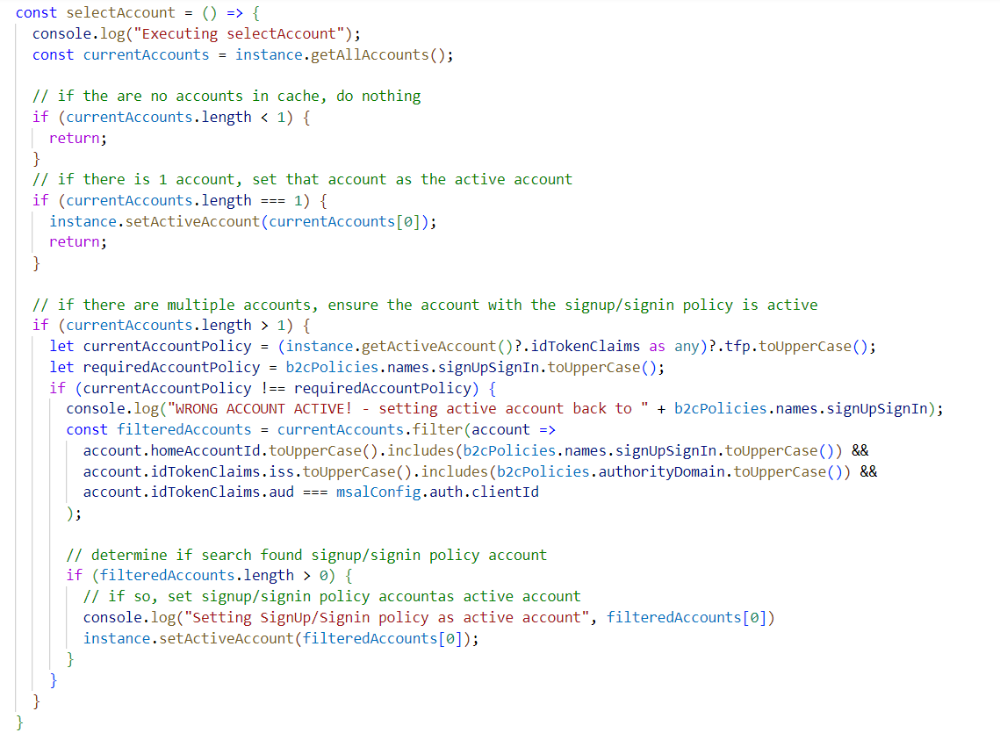 const selectAccount = () => {
  console.log("Executing selectAccount");
  const currentAccounts = instance.getAllAccounts();

  // if the are no accounts in cache, do nothing
  if (currentAccounts.length < 1) {
    return;
  }
  // if there is 1 account, set that account as the active account
  if (currentAccounts.length === 1) {
    instance.setActiveAccount(currentAccounts[0]);
    return;
  }

  // if there are multiple accounts, ensure the account with the signup/signin policy is active
  if (currentAccounts.length > 1) {
    let currentAccountPolicy = (instance.getActiveAccount()?.idTokenClaims as any)?.tfp.toUpperCase();
    let requiredAccountPolicy = b2cPolicies.names.signUpSignIn.toUpperCase();
    if (currentAccountPolicy !== requiredAccountPolicy) {
      console.log("WRONG ACCOUNT ACTIVE! - setting active account back to " + b2cPolicies.names.signUpSignIn);
      const filteredAccounts = currentAccounts.filter(account =>
        account.homeAccountId.toUpperCase().includes(b2cPolicies.names.signUpSignIn.toUpperCase()) &&
        account.idTokenClaims.iss.toUpperCase().includes(b2cPolicies.authorityDomain.toUpperCase()) &&
        account.idTokenClaims.aud === msalConfig.auth.clientId
      );

      // determine if search found signup/signin policy account
      if (filteredAccounts.length > 0) {
        // if so, set signup/signin policy accountas active account
        console.log("Setting SignUp/Signin policy as active account", filteredAccounts[0])
        instance.setActiveAccount(filteredAccounts[0]);
      }
    }
  }
}